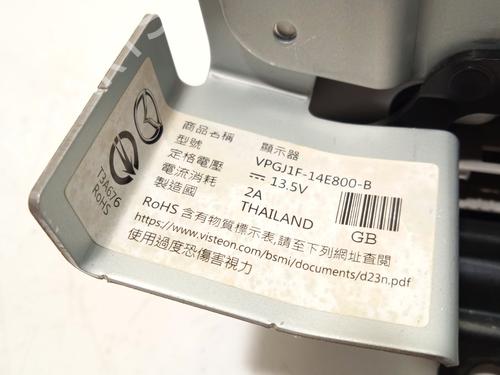 商品名稱 顯示器
型號 VPGJ1F-14E800-B
定格電壓 13.5V
電流消耗 2A
製造國 THAILAND
GB
T3A676
RoHS
RoHS 含有物質標示表,請至下列網址查閱
https://www.visteon.com/bsmi/documents/d23n.pdf
使用過度恐傷害視力